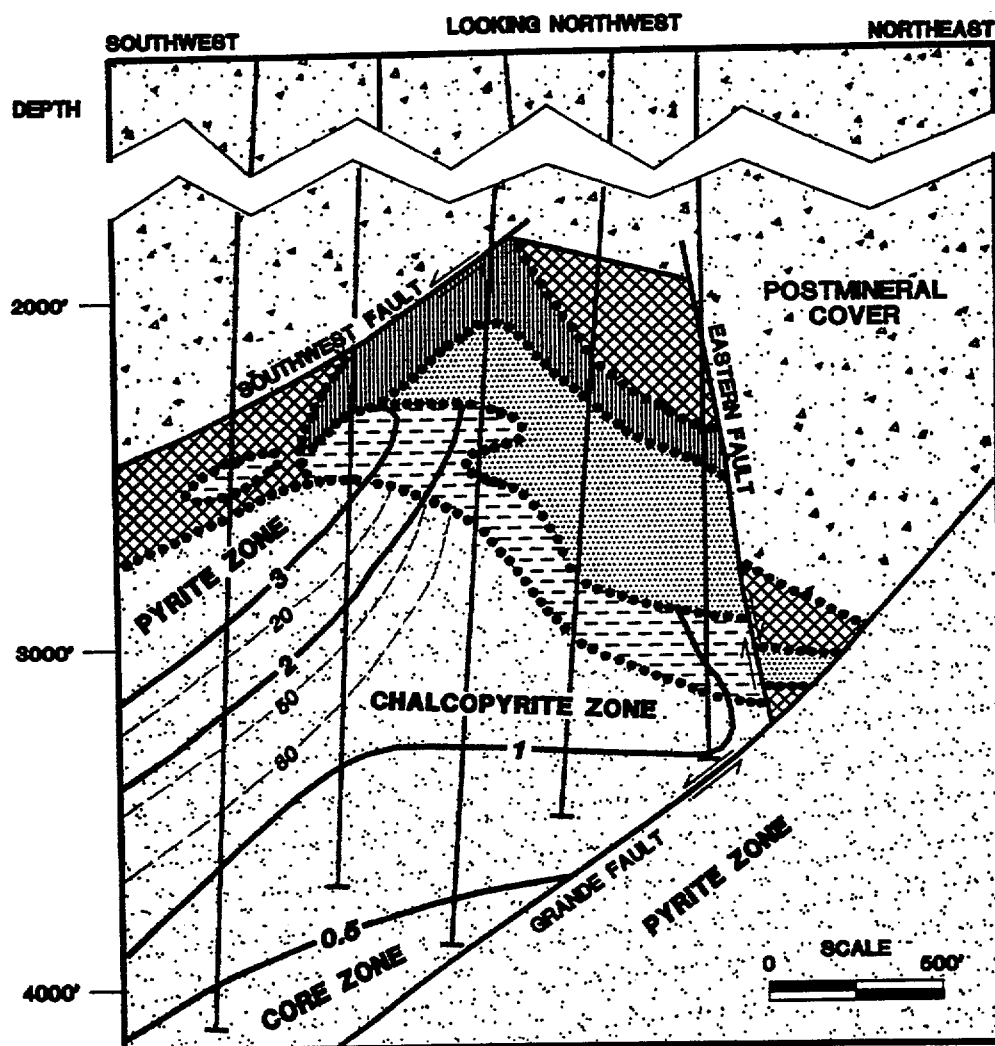 LOOKING NORTHWEST
SOUTHWEST
NORTHEAST
DEPTH
2000'
POSTMINERAL
COVER
SOUTHWEST FAULT
EASTERN FAULT
PYRITE ZONE
3
20
2
50
80
3000'
CHALCOPYRITE ZONE
1
GRANDE FAULT
PYRITE ZONE
0.5
CORE ZONE
SCALE
0 500'
4000'